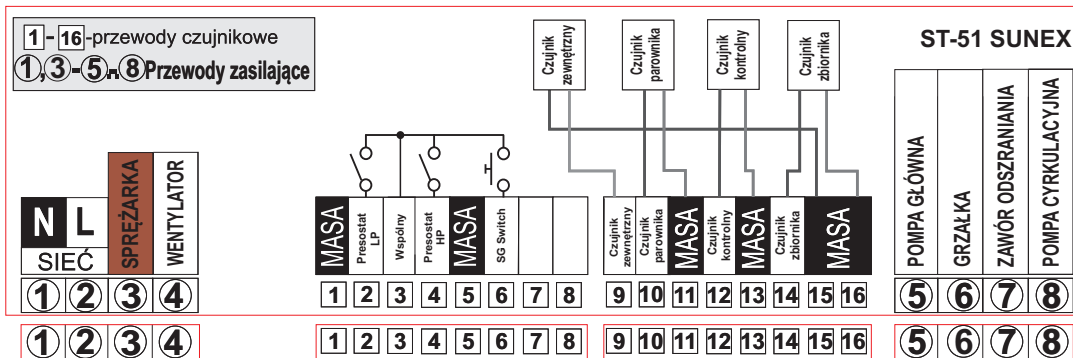 1 - 16 -przewody czujnikowe
1,3-5-8 Przewody zasilające
Czujnik zewnętrzny
Czujnik parownika
Czujnik kontrolny
Czujnik zbiornika
ST-51 SUNEX
N L
SIEĆ
SPRĘŻARKA
WENTYLATOR
MASA
Presostat LP
Wspólny
Presostat HP
MASA
SG Switch
Czujnik zewnętrzny
Czujnik parownika
MASA
Czujnik kontrolny
MASA
Czujnik zbiornika
MASA
POMPA GŁÓWNA
GRZAŁKA
ZAWÓR ODSZRANIANIA
POMPA CYRKULACYJNA
1 2 3 4
1 2 3 4 5 6 7 8
9 10 11 12 13 14 15 16
5 6 7 8
1 2 3 4
1 2 3 4 5 6 7 8
9 10 11 12 13 14 15 16
5 6 7 8